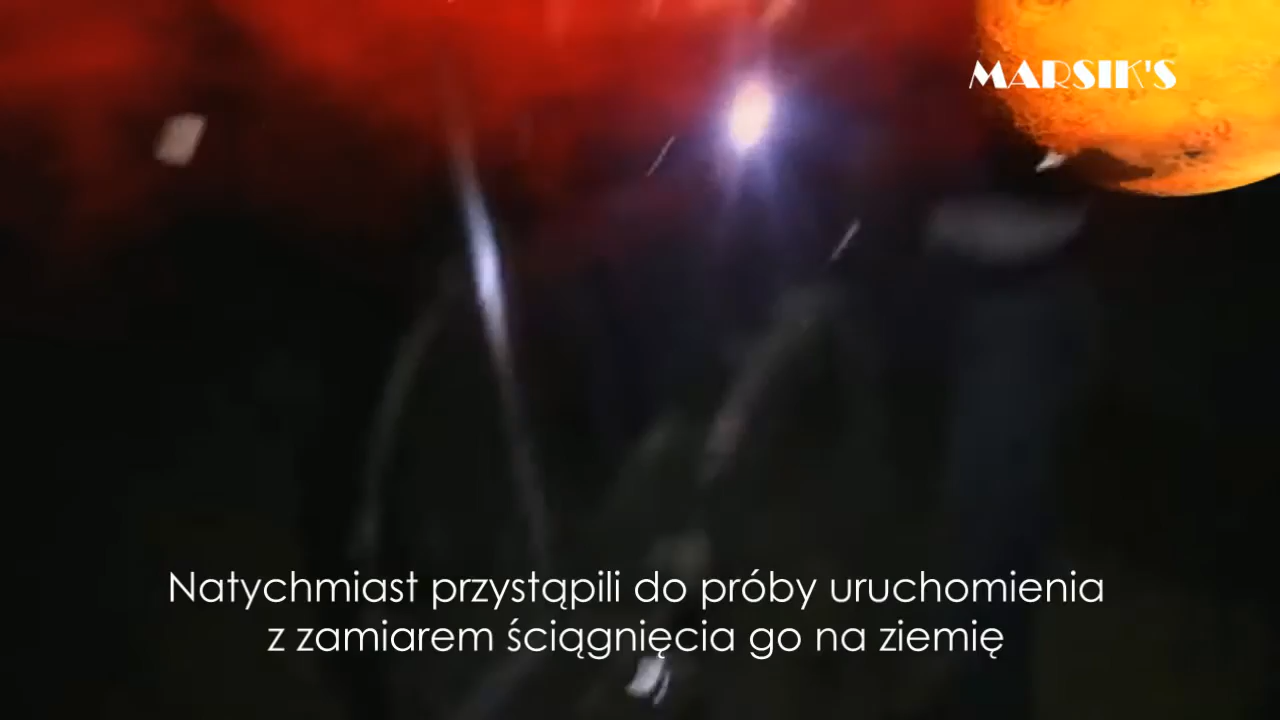 MARSIK'S
Natychmiast przystąpili do próby uruchomienia
z zamiarem ściągnięcia go na ziemię